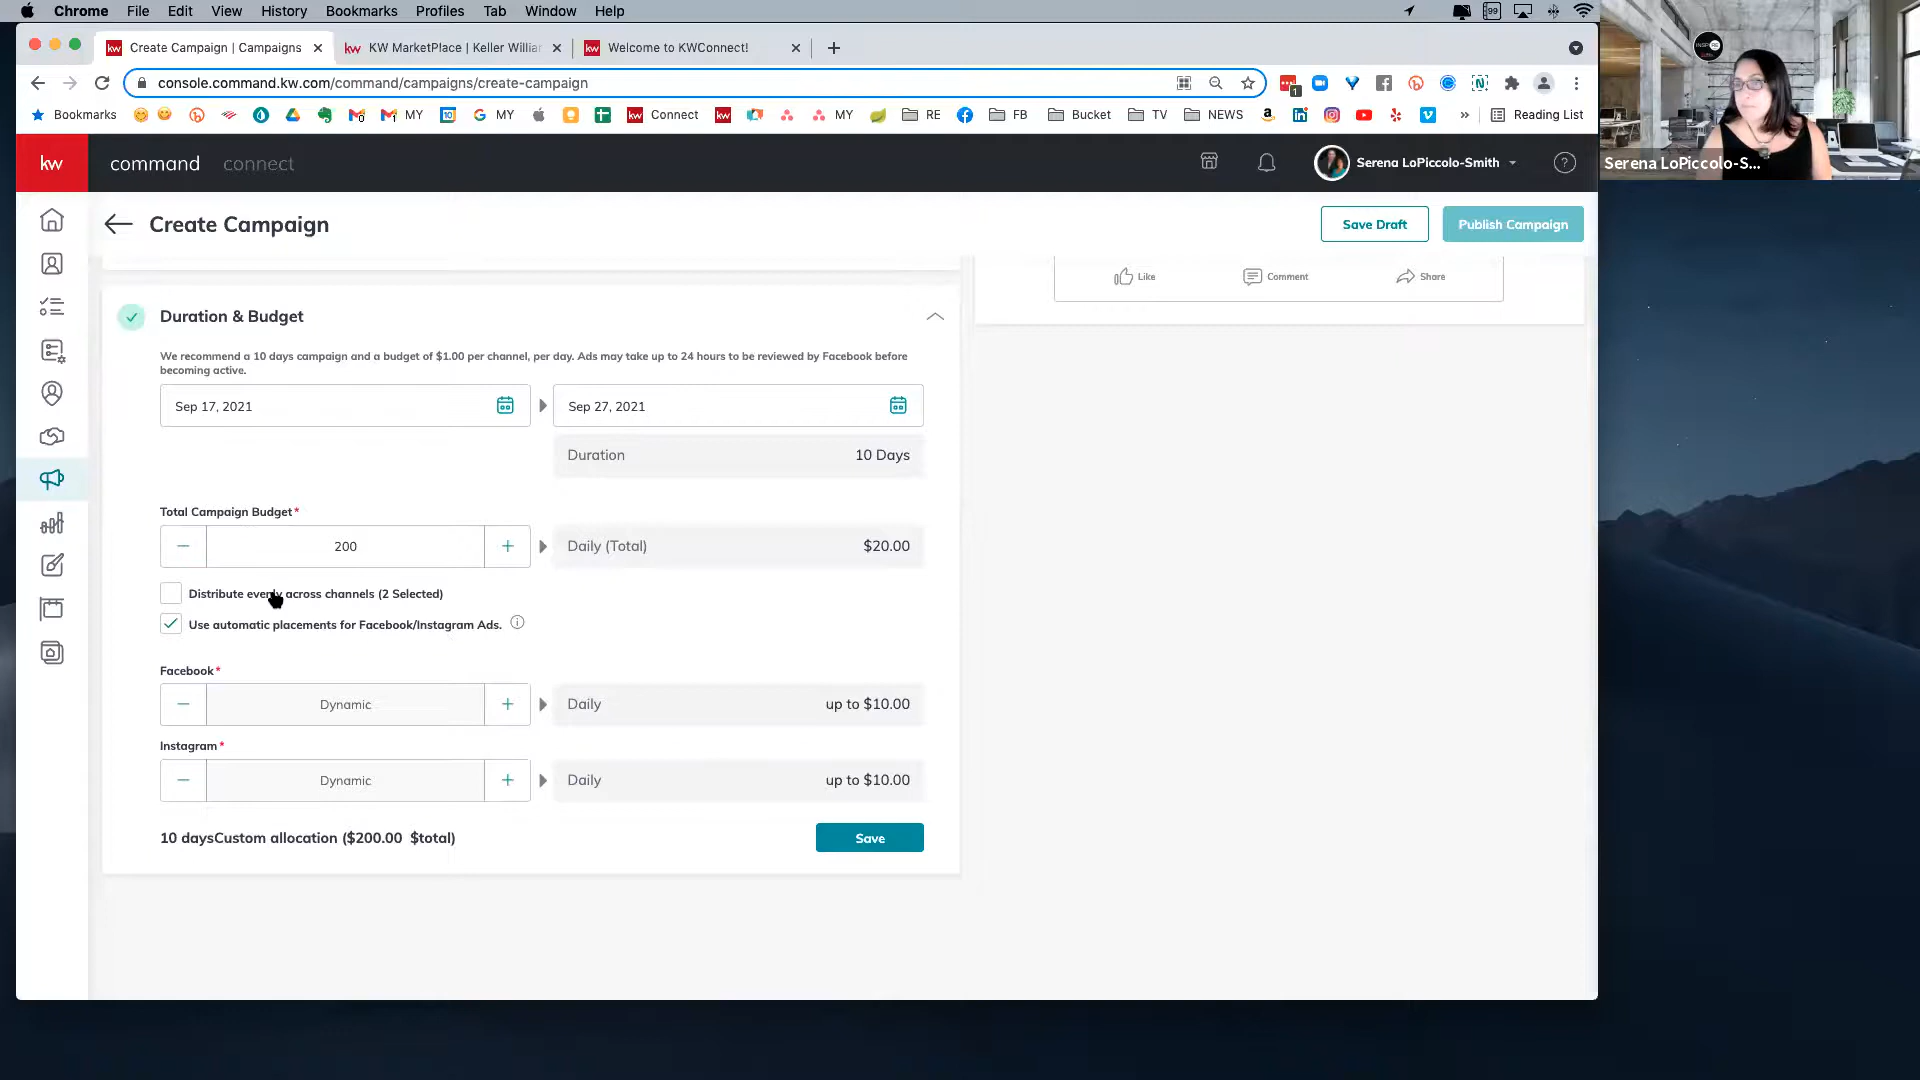 Chrome File Edit View History Bookmarks Profiles Tab Window Help
Create Campaign | Campaigns
KW MarketPlace | Keller Willia
Welcome to KWConnect!
console.command.kw.com/command/campaigns/create-campaign
1
Bookmarks MY MY Connect MY RE FB Bucket TV NEWS » Reading List
kw command connect Serena LoPiccolo-Smith
Serena LoPiccolo-S...
Create Campaign
Save Draft
Publish Campaign
Like Comment Share
Duration & Budget
We recommend a 10 days campaign and a budget of $1.00 per channel, per day. Ads may take up to 24 hours to be reviewed by Facebook before
becoming active.
Sep 17, 2021
Sep 27, 2021
Duration 10 Days
Total Campaign Budget*
200
Daily (Total) $20.00
Distribute evenly across channels (2 Selected)
Use automatic placements for Facebook/Instagram Ads.
Facebook*
Dynamic
Daily up to $10.00
Instagram*
Dynamic
Daily up to $10.00
10 daysCustom allocation ($200.00 $total)
Save